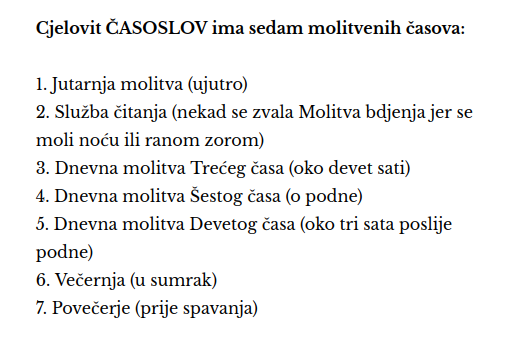 Cjelovit ČASOSLOV ima sedam molitvenih časova:
1. Jutarnja molitva (ujutro)
2. Služba čitanja (nekad se zvala Molitva bdjenja jer se
moli noću ili ranom zorom)
3. Dnevna molitva Trećeg časa (oko devet sati)
4. Dnevna molitva Šestog časa (o podne)
5. Dnevna molitva Devetog časa (oko tri sata poslije
podne)
6. Večernja (u sumrak)
7. Povečerje (prije spavanja)